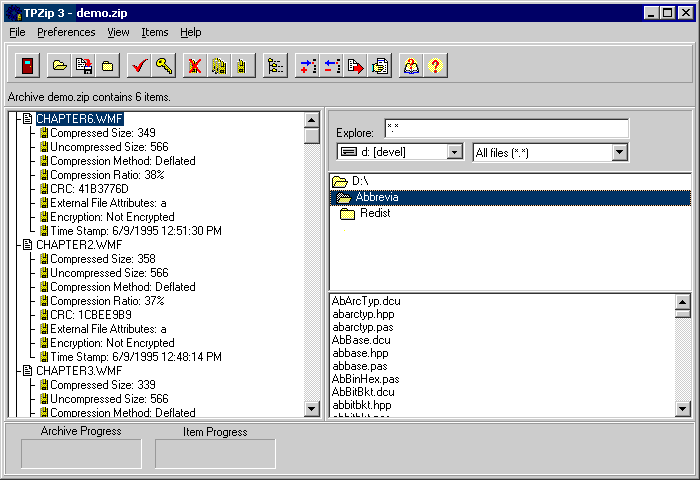 TPZip 3 - demo.zip
File Preferences View Items Help
Archive demo.zip contains 6 items.
CHAPTER6.WMF
Compressed Size: 349
Uncompressed Size: 566
Compression Method: Deflated
Compression Ratio: 38%
CRC: 41B3776D
External File Attributes: a
Encryption: Not Encrypted
Time Stamp: 6/9/1995 12:51:30 PM
CHAPTER2.WMF
Compressed Size: 358
Uncompressed Size: 566
Compression Method: Deflated
Compression Ratio: 37%
CRC: 1CBEE9B9
External File Attributes: a
Encryption: Not Encrypted
Time Stamp: 6/9/1995 12:48:14 PM
CHAPTER3.WMF
Compressed Size: 339
Uncompressed Size: 566
Compression Method: Deflated
Explore: *.*
d: [devel] All files (*.*)
D:\
Abbrevia
Redist
AbArcTyp.dcu
abarctyp.hpp
abarctyp.pas
AbBase.dcu
abbase.hpp
abbase.pas
AbBinHex.pas
AbBitBkt.dcu
abbitbkt.hpp
abbitbkt.pas
Archive Progress Item Progress